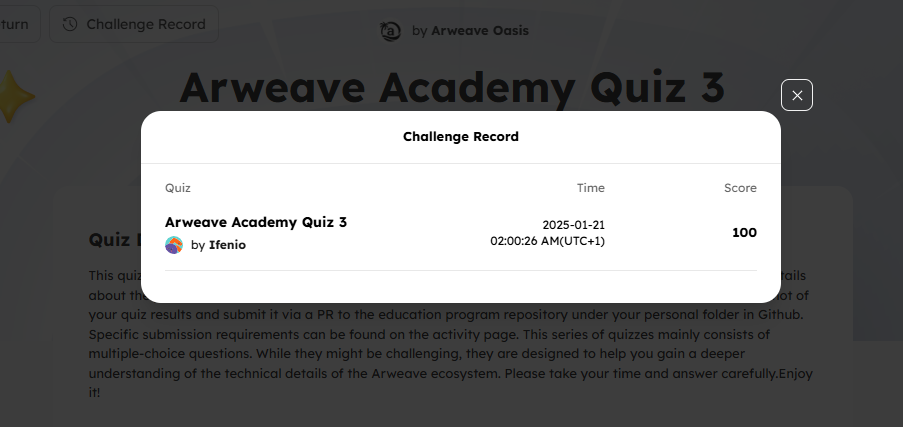 turn
Challenge Record
by Arweave Oasis
Arweave Academy Quiz 3
Challenge Record
Quiz Time Score
Arweave Academy Quiz 3
by Ifenio
2025-01-21
02:00:26 AM(UTC+1)
100
Quiz
This quiz tails
about the not of
your quiz results and submit it via a PR to the education program repository under your personal folder in Github.
Specific submission requirements can be found on the activity page. This series of quizzes mainly consists of
multiple-choice questions. While they might be challenging, they are designed to help you gain a deeper
understanding of the technical details of the Arweave ecosystem. Please take your time and answer carefully.Enjoy
it!